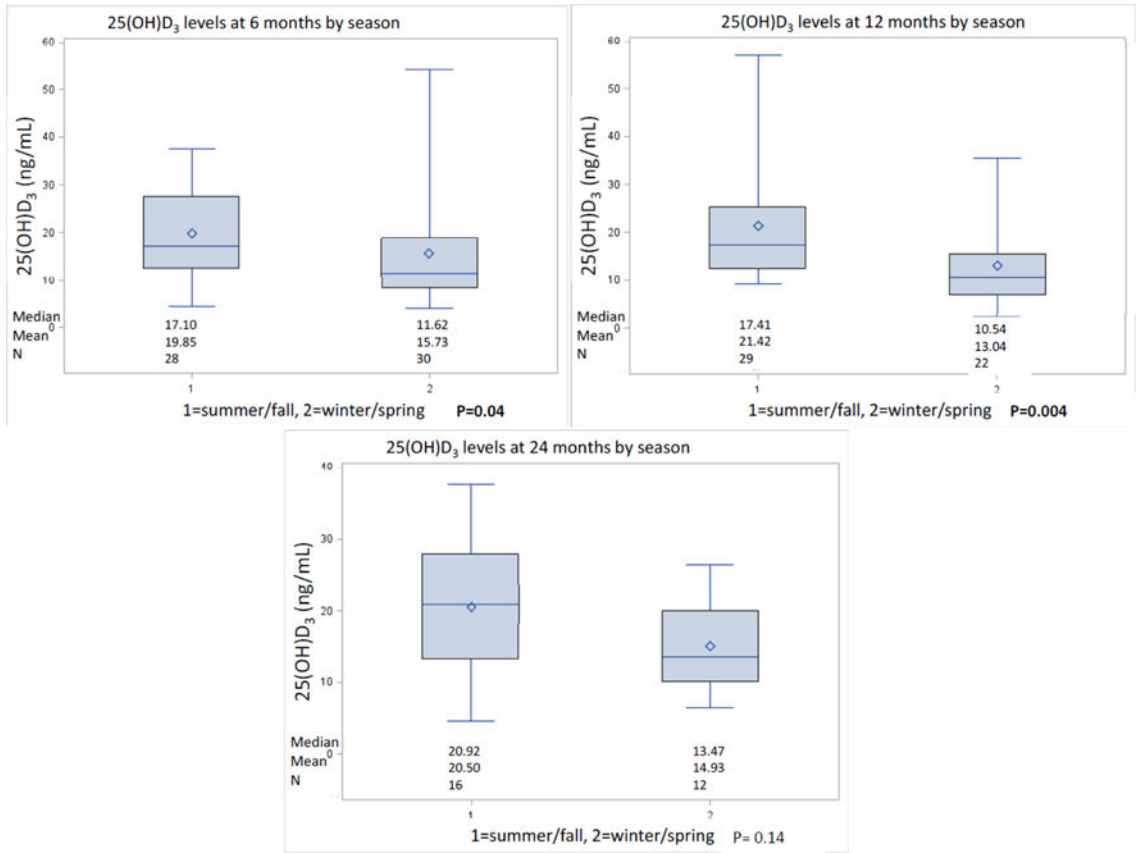 25(OH)D₃ levels at 6 months by season
60
50
40
30
20
10
0
25(OH)D₃ (ng/mL)
Median 17.10 11.62
Mean 19.85 15.73
N 28 30
1 2
1=summer/fall, 2=winter/spring P=0.04
25(OH)D₃ levels at 12 months by season
60
50
40
30
20
10
0
25(OH)D₃ (ng/mL)
Median 17.41 10.54
Mean 21.42 13.04
N 29 22
1 2
1=summer/fall, 2=winter/spring P=0.004
25(OH)D₃ levels at 24 months by season
40
30
20
10
0
25(OH)D₃ (ng/mL)
Median 20.92 13.47
Mean 20.50 14.93
N 16 12
1 2
1=summer/fall, 2=winter/spring P= 0.14